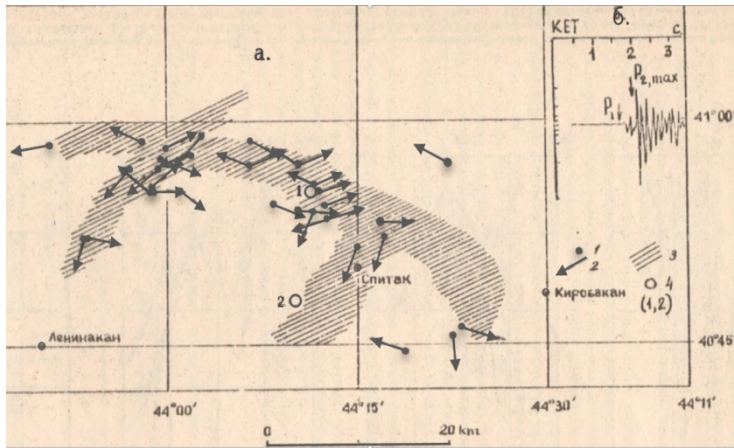 а.
б.
КЕТ
1 2 3 с.
P₂,max
P₁
41°00'
1
2
3
4
(1,2)
1
2
Спитак
Кировакан
Ленинакан
40°45'
44°00'
44°15'
44°30'
44°11'
0
20 km